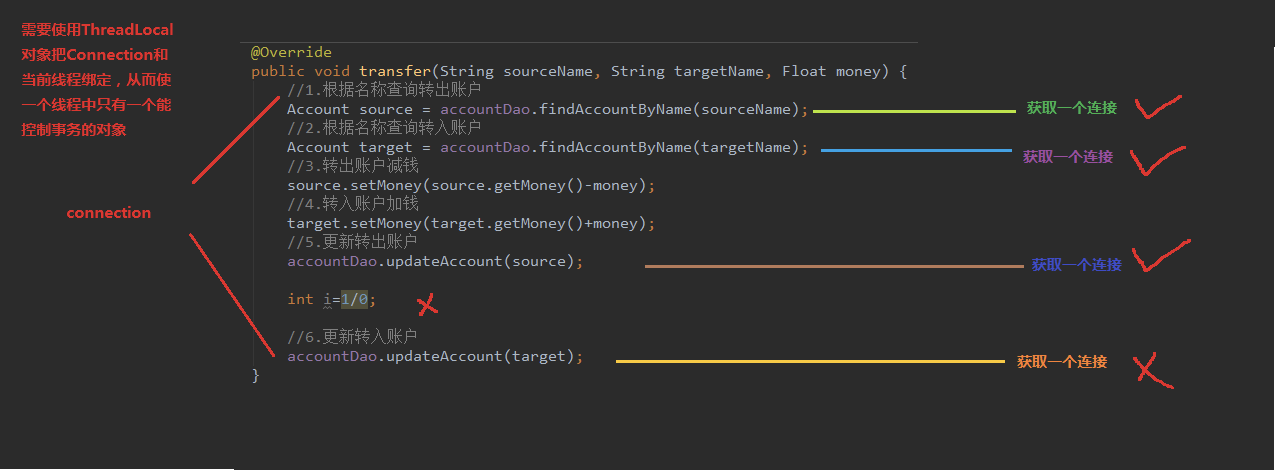 需要使用ThreadLocal
对象把Connection和
当前线程绑定，从而使
一个线程中只有一个能
控制事务的对象
@Override
public void transfer(String sourceName, String targetName, Float money) {
//1.根据名称查询转出账户
Account source = accountDao.findAccountByName(sourceName);
获取一个连接
//2.根据名称查询转入账户
Account target = accountDao.findAccountByName(targetName);
获取一个连接
//3.转出账户减钱
source.setMoney(source.getMoney()-money);
//4.转入账户加钱
connection
target.setMoney(target.getMoney()+money);
//5.更新转出账户
accountDao.updateAccount(source);
获取一个连接
int i=1/0;
//6.更新转入账户
accountDao.updateAccount(target);
获取一个连接
}